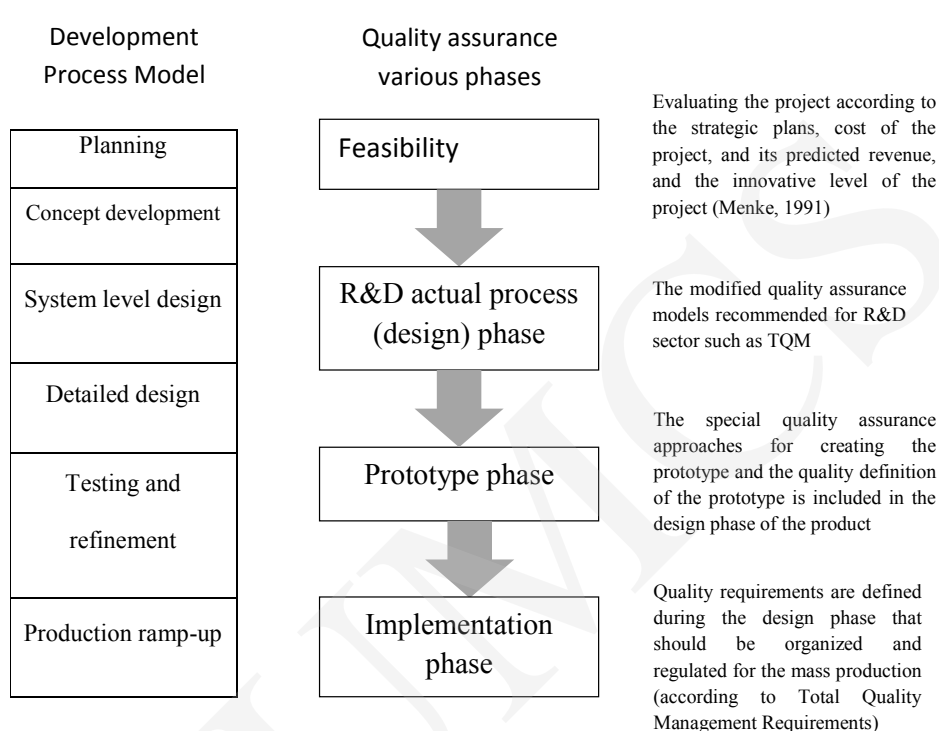 Development
Process Model
Planning
Concept development
System level design
Detailed design
Testing and
refinement
Production ramp-up
Quality assurance
various phases
Feasibility
R&D actual process
(design) phase
Prototype phase
Implementation
phase
Evaluating the project according to
the strategic plans, cost of the
project, and its predicted revenue,
and the innovative level of the
project (Menke, 1991)
The modified quality assurance
models recommended for R&D
sector such as TQM
The special quality assurance
approaches for creating the
prototype and the quality definition
of the prototype is included in the
design phase of the product
Quality requirements are defined
during the design phase that
should be organized and
regulated for the mass production
(according to Total Quality
Management Requirements)
UMCS